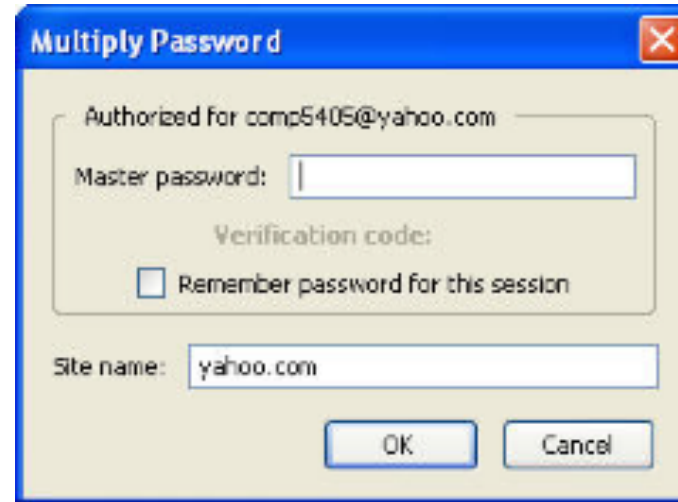 Multiply Password
Authorized for comp5405@yahoo.com
Master password:
Verification code:
Remember password for this session
Site name: yahoo.com
OK Cancel